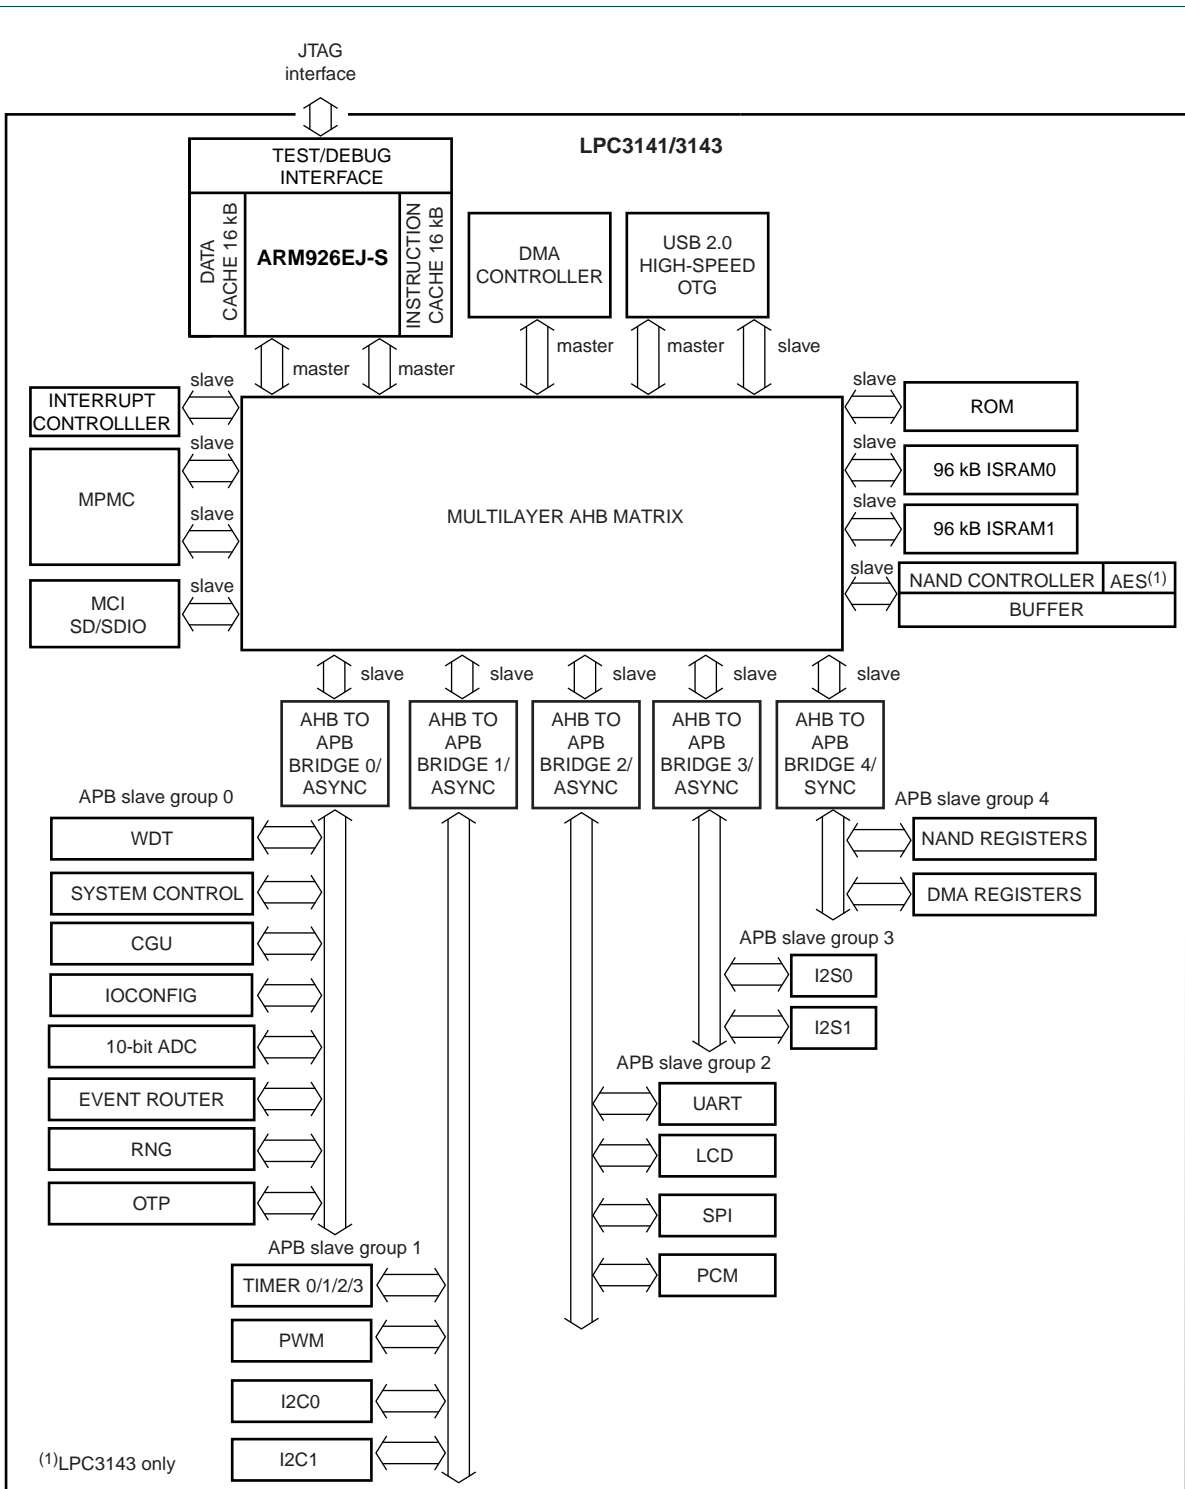 JTAG
interface
LPC3141/3143
TEST/DEBUG
INTERFACE
DATA
CACHE 16 kB
ARM926EJ-S
INSTRUCTION
CACHE 16 kB
DMA
CONTROLLER
USB 2.0
HIGH-SPEED
OTG
master
master
master
master
slave
slave
INTERRUPT
CONTROLLLER
slave
MPMC
slave
slave
MCI
SD/SDIO
MULTILAYER AHB MATRIX
slave
ROM
slave
96 kB ISRAM0
slave
96 kB ISRAM1
slave
NAND CONTROLLER
AES(1)
BUFFER
slave
slave
slave
slave
slave
AHB TO
APB
BRIDGE 0/
ASYNC
AHB TO
APB
BRIDGE 1/
ASYNC
AHB TO
APB
BRIDGE 2/
ASYNC
AHB TO
APB
BRIDGE 3/
ASYNC
AHB TO
APB
BRIDGE 4/
SYNC
APB slave group 0
WDT
SYSTEM CONTROL
CGU
IOCONFIG
10-bit ADC
EVENT ROUTER
RNG
OTP
APB slave group 4
NAND REGISTERS
DMA REGISTERS
APB slave group 3
I2S0
I2S1
APB slave group 2
UART
LCD
SPI
PCM
APB slave group 1
TIMER 0/1/2/3
PWM
I2C0
I2C1
(1)LPC3143 only